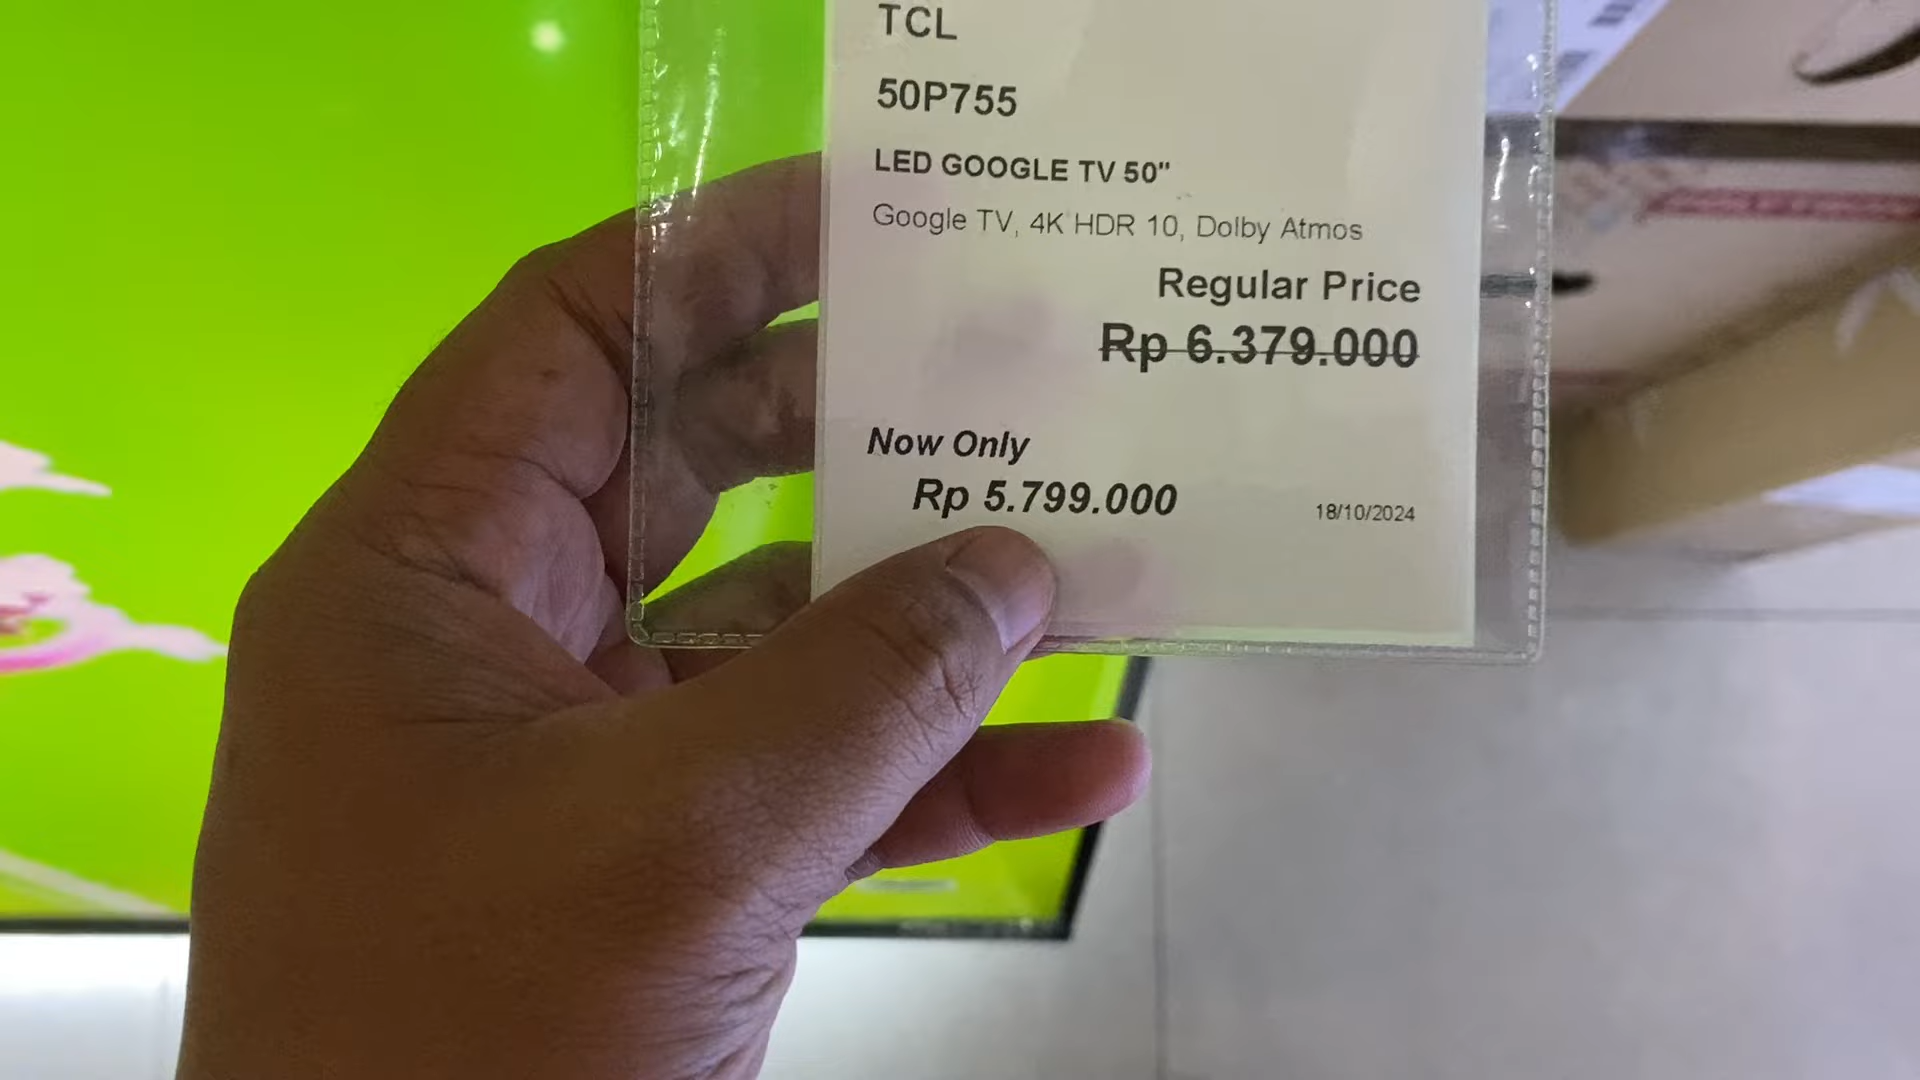 TCL
50P755
LED GOOGLE TV 50"
Google TV, 4K HDR 10, Dolby Atmos
Regular Price
Rp 6.379.000
Now Only
Rp 5.799.000
18/10/2024